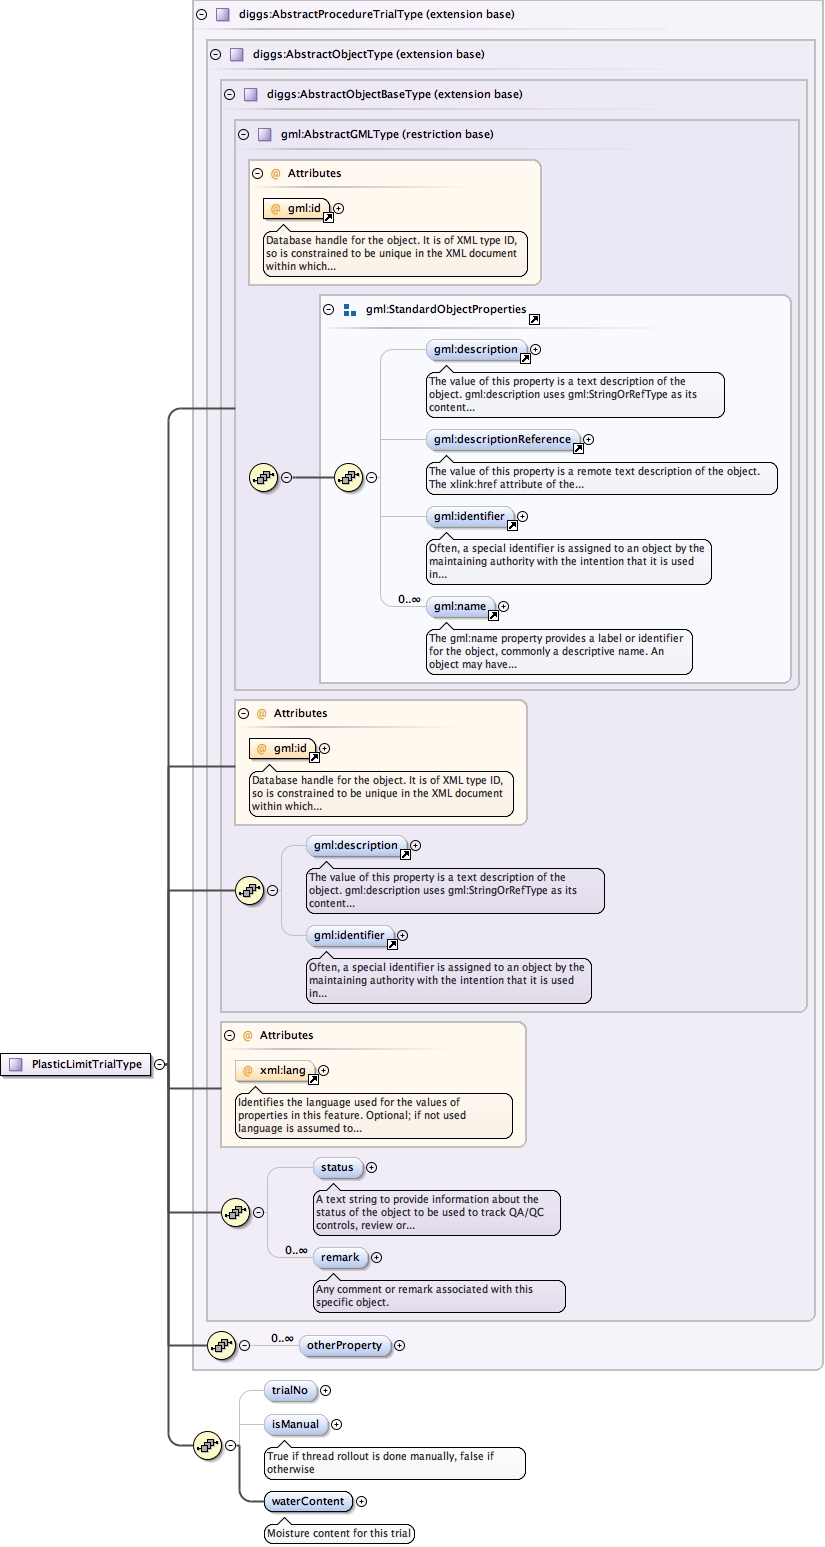 diggs:AbstractProcedureTrialType (extension base)
diggs:AbstractObjectType (extension base)
diggs:AbstractObjectBaseType (extension base)
gml:AbstractGMLType (restriction base)
@ Attributes
@ gml:id
Database handle for the object. It is of XML type ID,
so is constrained to be unique in the XML document
within which...
gml:StandardObjectProperties
gml:description
The value of this property is a text description of the
object. gml:description uses gml:StringOrRefType as its
content...
gml:descriptionReference
The value of this property is a remote text description of the object.
The xlink:href attribute of the...
gml:identifier
Often, a special identifier is assigned to an object by the
maintaining authority with the intention that it is used
in...
0..∞
gml:name
The gml:name property provides a label or identifier
for the object, commonly a descriptive name. An
object may have...
@ Attributes
@ gml:id
Database handle for the object. It is of XML type ID,
so is constrained to be unique in the XML document
within which...
gml:description
The value of this property is a text description of the
object. gml:description uses gml:StringOrRefType as its
content...
gml:identifier
Often, a special identifier is assigned to an object by the
maintaining authority with the intention that it is used
in...
@ Attributes
PlasticLimitTrialType
@ xml:lang
Identifies the language used for the values of
properties in this feature. Optional; if not used
language is assumed to...
status
A text string to provide information about the
status of the object to be used to track QA/QC
controls, review or...
0..∞
remark
Any comment or remark associated with this
specific object.
0..∞
otherProperty
trialNo
isManual
True if thread rollout is done manually, false if
otherwise
waterContent
Moisture content for this trial